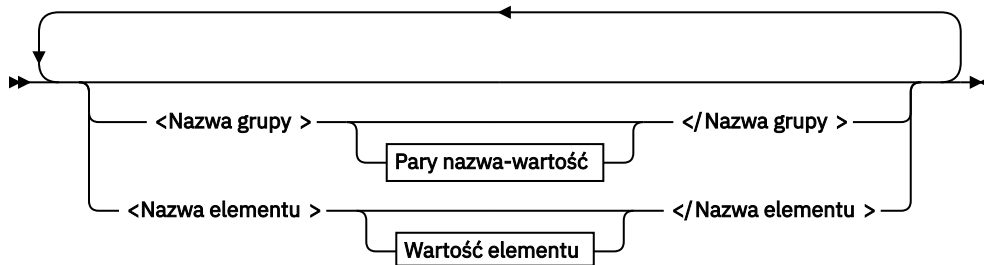 <Nazwa grupy > </Nazwa grupy >
Pary nazwa-wartość
<Nazwa elementu > </Nazwa elementu >
Wartość elementu